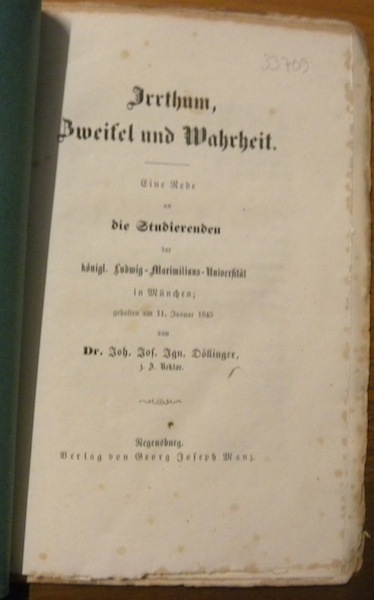 33709
Irrthum,
Zweifel und Wahrheit.
Eine Rede
an
die Studierenden
der
königl. Ludwig-Maximilians-Universität
in München;
gehalten am 11. Januar 1845
von
Dr. Joh. Jos. Ign. Döllinger,
z. Z. Rektor.
Regensburg.
Verlag von Georg Joseph Manz.